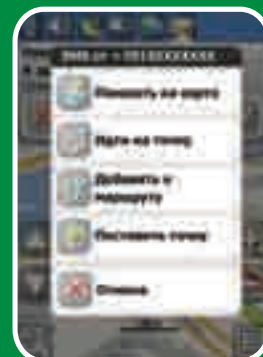 Показать на карте
Идти на точку
Добавить к
маршруту
Поставить точку
Отмена